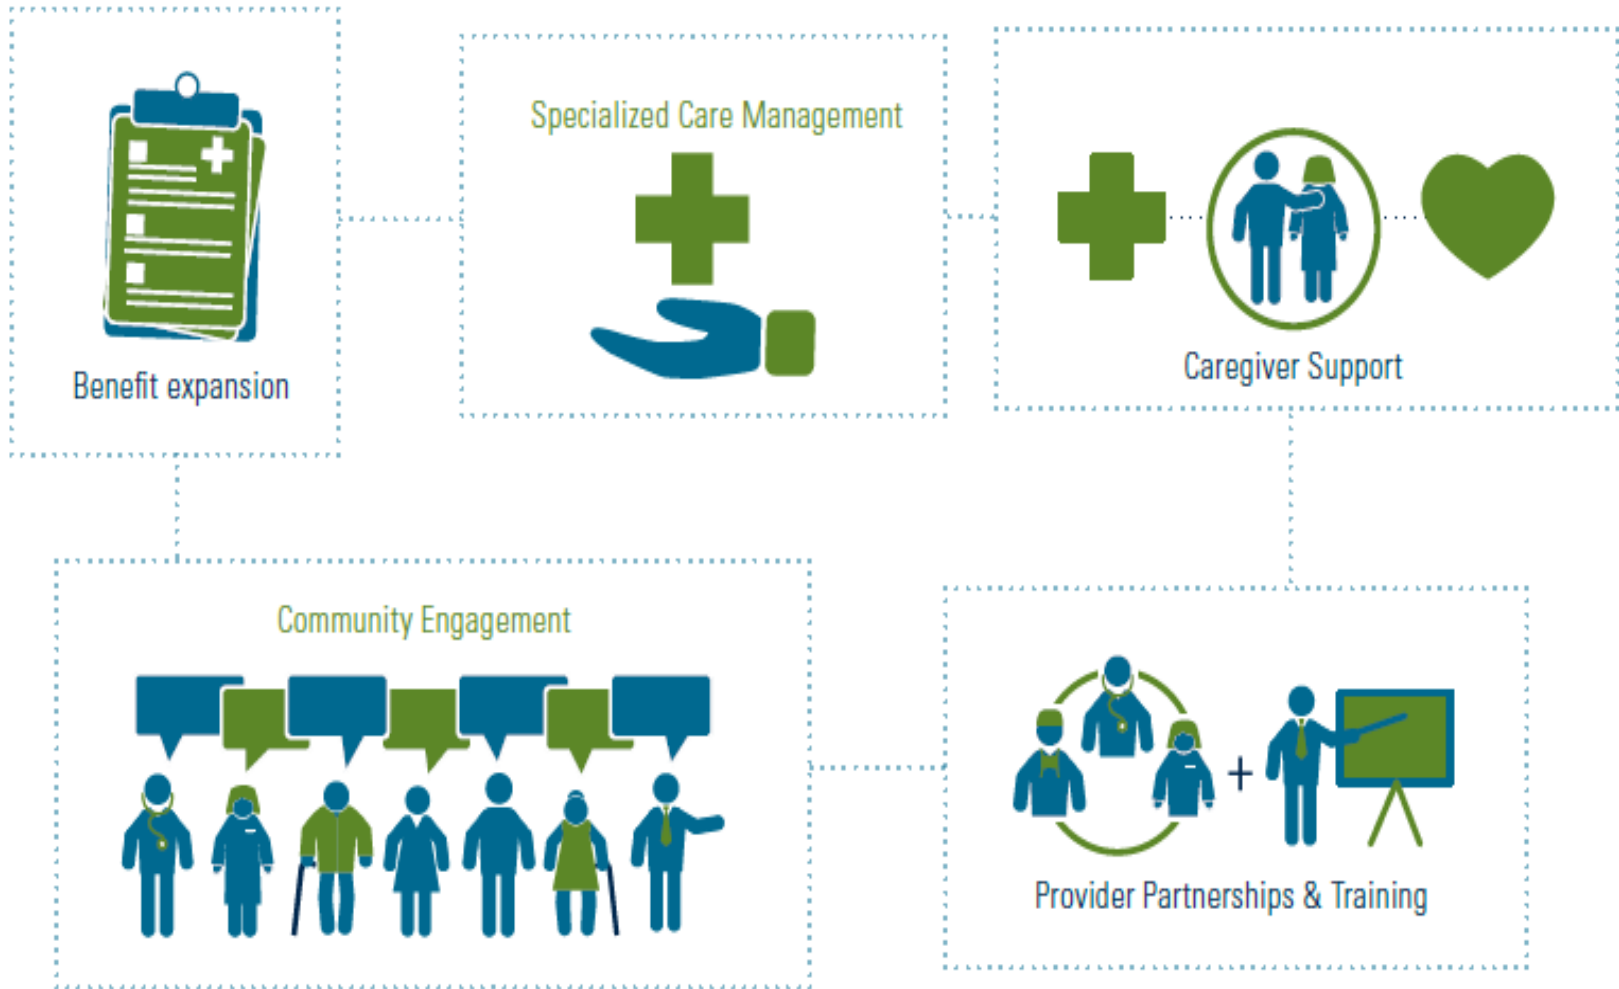 Specialized Care Management
Benefit expansion
Caregiver Support
Community Engagement
+
Provider Partnerships & Training